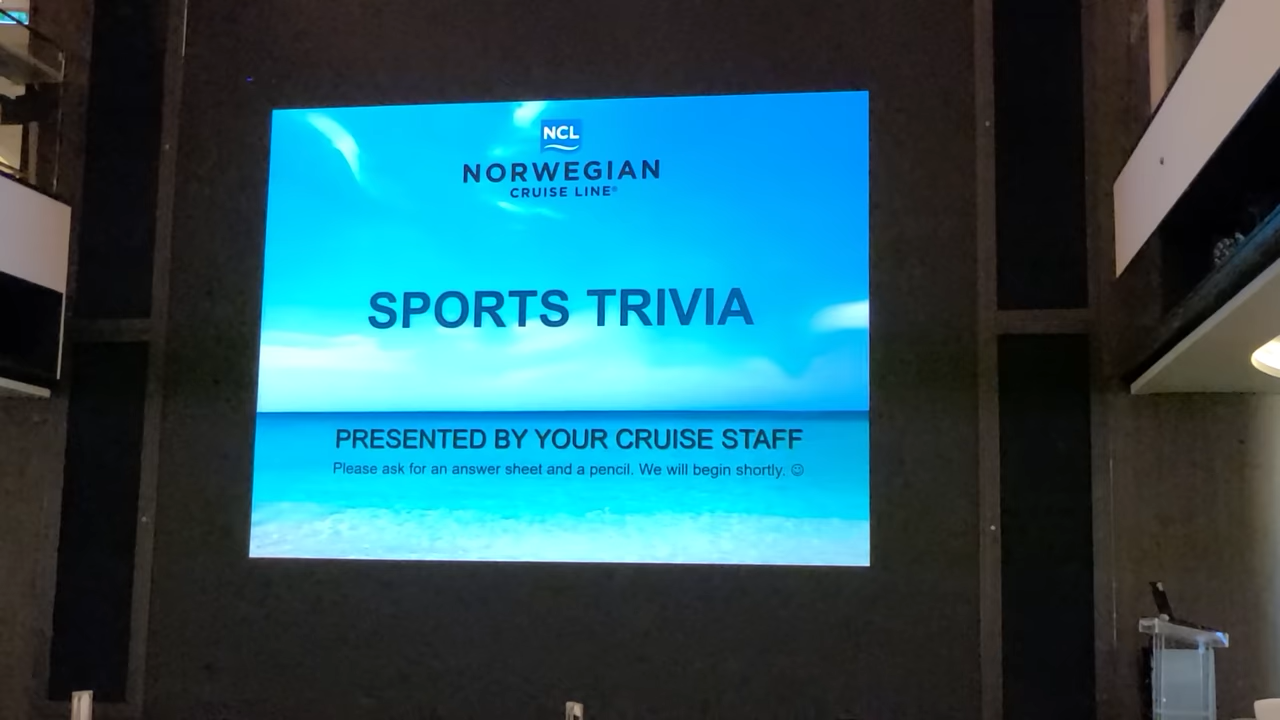 NCL
NORWEGIAN
CRUISE LINE®
SPORTS TRIVIA
PRESENTED BY YOUR CRUISE STAFF
Please ask for an answer sheet and a pencil. We will begin shortly. ☺